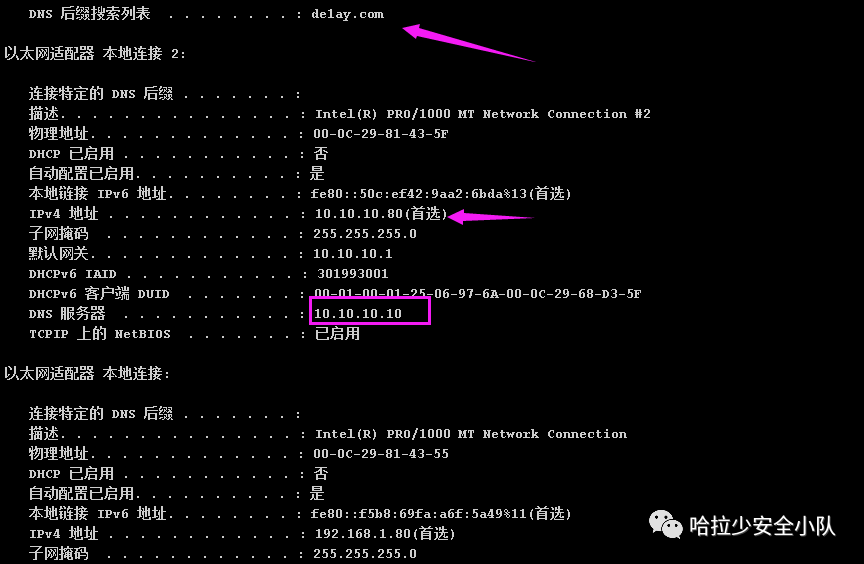 DNS 后缀搜索列表 . . . . . . . . : delay.com
以太网适配器 本地连接 2:
连接特定的 DNS 后缀 . . . . . . . :
描述. . . . . . . . . . . . . . . : Intel(R) PRO/1000 MT Network Connection #2
物理地址. . . . . . . . . . . . . : 00-0C-29-81-43-5F
DHCP 已启用 . . . . . . . . . . . : 否
自动配置已启用. . . . . . . . . . : 是
本地链接 IPv6 地址. . . . . . . . : fe80::50c:ef42:9aa2:6bda%13(首选)
IPv4 地址 . . . . . . . . . . . . : 10.10.10.80(首选)
子网掩码 . . . . . . . . . . . . : 255.255.255.0
默认网关. . . . . . . . . . . . . : 10.10.10.1
DHCPv6 IAID . . . . . . . . . . . : 301993001
DHCPv6 客户端 DUID . . . . . . . : 00-01-00-01-25-06-97-6A-00-0C-29-68-D3-5F
DNS 服务器 . . . . . . . . . . . : 10.10.10.10
TCPIP 上的 NetBIOS . . . . . . . : 已启用
以太网适配器 本地连接:
连接特定的 DNS 后缀 . . . . . . . :
描述. . . . . . . . . . . . . . . : Intel(R) PRO/1000 MT Network Connection
物理地址. . . . . . . . . . . . . : 00-0C-29-81-43-55
DHCP 已启用 . . . . . . . . . . . : 否
自动配置已启用. . . . . . . . . . : 是
本地链接 IPv6 地址. . . . . . . . : fe80::f5b8:69fa:a6f:5a49%11(首选)
IPv4 地址 . . . . . . . . . . . . : 192.168.1.80(首选)
子网掩码 . . . . . . . . . . . . : 255.255.255.0
哈拉少安全小队